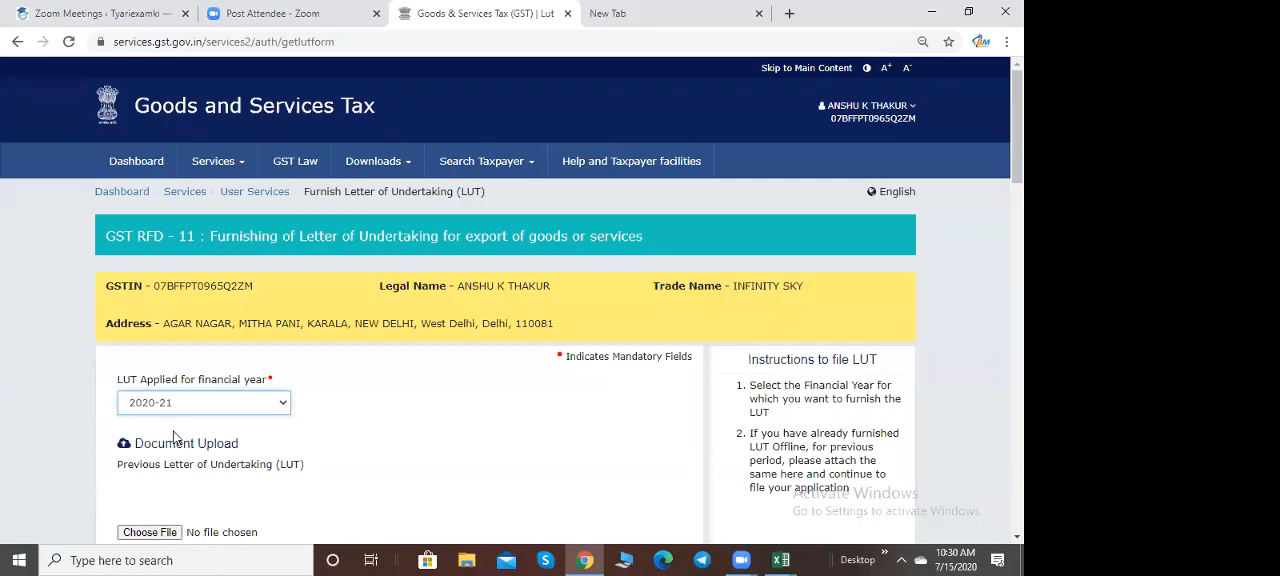 Zoom Meetings ‹ Tyariexamki —
Post Attendee - Zoom
Goods & Services Tax (GST) | Lut
New Tab
services.gst.gov.in/services2/auth/getlutform
Skip to Main Content A+ A-
Goods and Services Tax
ANSHU K THAKUR
07BFFPT0965Q2ZM
Dashboard Services GST Law Downloads Search Taxpayer Help and Taxpayer facilities
Dashboard Services User Services Furnish Letter of Undertaking (LUT)
English
GST RFD - 11 : Furnishing of Letter of Undertaking for export of goods or services
GSTIN - 07BFFPT0965Q2ZM Legal Name - ANSHU K THAKUR Trade Name - INFINITY SKY
Address - AGAR NAGAR, MITHA PANI, KARALA, NEW DELHI, West Delhi, Delhi, 110081
• Indicates Mandatory Fields
LUT Applied for financial year•
2020-21
Document Upload
Previous Letter of Undertaking (LUT)
Choose File No file chosen
Instructions to file LUT
1. Select the Financial Year for
which you want to furnish the
LUT
2. If you have already furnished
LUT Offline, for previous
period, please attach the
same here and continue to
file your application
Activate Windows
Go to Settings to activate Windows.
Type here to search
Desktop
10:30 AM
7/15/2020